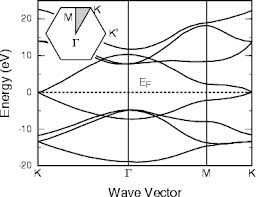 K
M
Γ
K'
20
10
0
-10
-20
Energy (eV)
E_F
K
Γ
M
K
Wave Vector